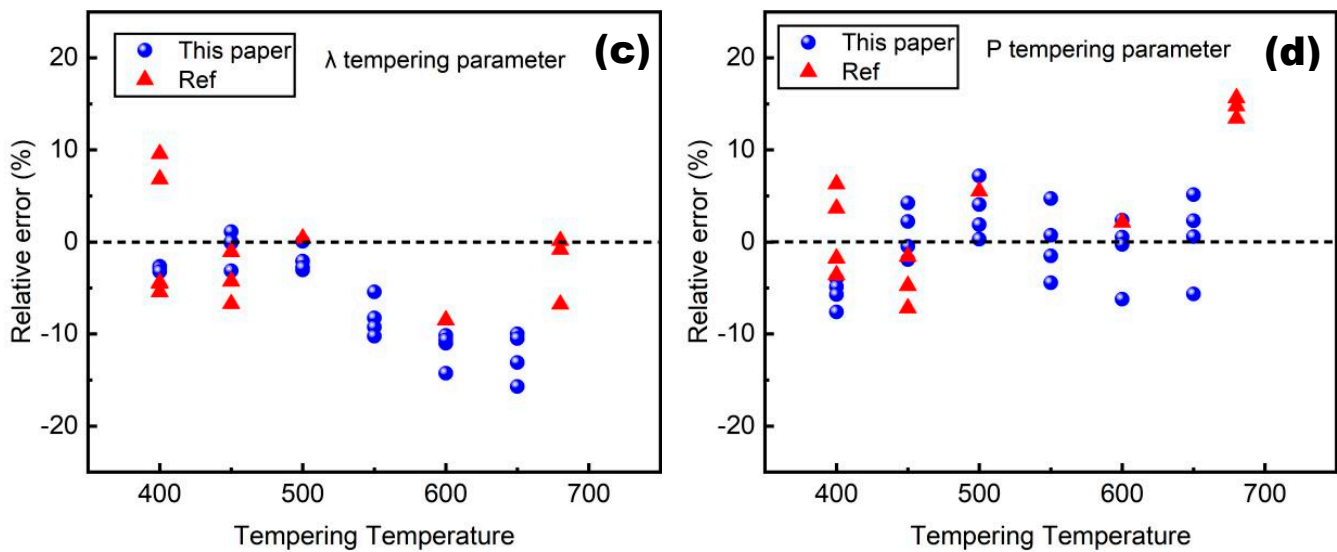 This paper
Ref
λ tempering parameter
(c)
20
10
0
-10
-20
Relative error (%)
400
500
600
700
Tempering Temperature
This paper
Ref
P tempering parameter
(d)
20
10
0
-10
-20
Relative error (%)
400
500
600
700
Tempering Temperature